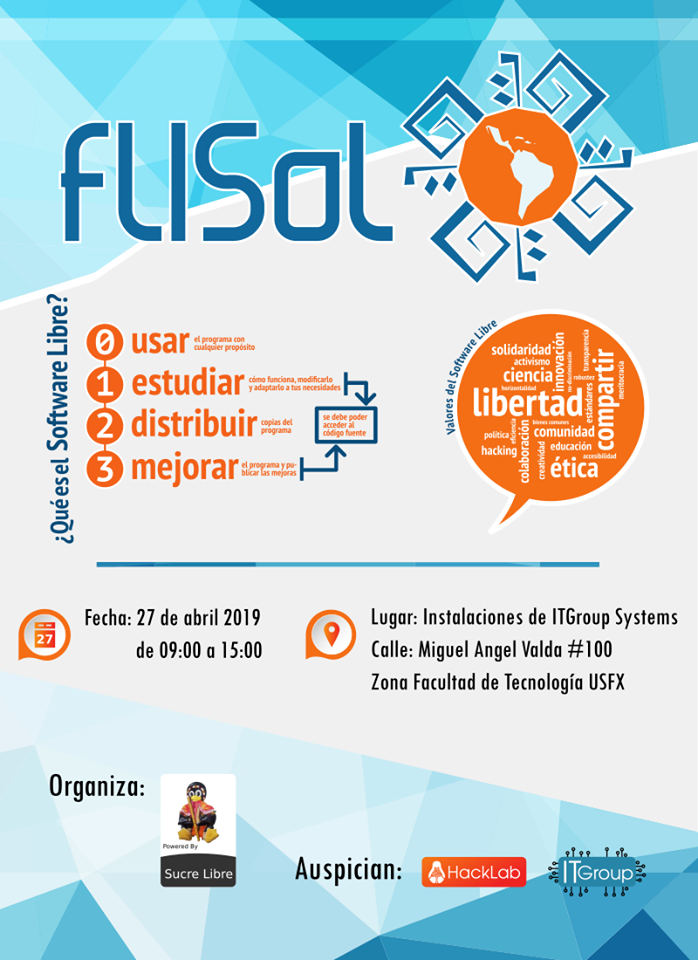 flISol
¿Qué es el Software Libre?
0 usar el programa con
cualquier propósito
1 estudiar cómo funciona, modificarlo
y adaptarlo a tus necesidades
2 distribuir copias del
programa
3 mejorar el programa y pu-
blicar las mejoras
se debe poder
acceder al
código fuente
Valores del Software Libre
solidaridad
activismo
ciencia
horizontalidad
innovación
no discriminación
transparencia
robustez
compartir
meritocracia
libertad
estándares
bienes comunes
política
eficiencia
hacking
colaboración
comunidad
creatividad
educación
accesibilidad
ética
27
Fecha: 27 de abril 2019
de 09:00 a 15:00
Lugar: Instalaciones de ITGroup Systems
Calle: Miguel Angel Valda #100
Zona Facultad de Tecnología USFX
Organiza:
Powered By
Sucre Libre
Auspician:
HackLab
ITGroup